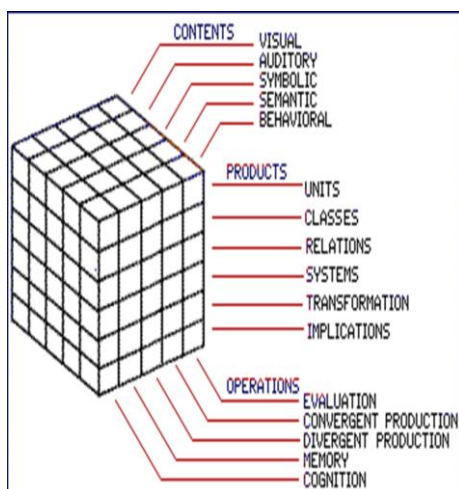 CONTENTS
VISUAL
AUDITORY
SYMBOLIC
SEMANTIC
BEHAVIORAL
PRODUCTS
UNITS
CLASSES
RELATIONS
SYSTEMS
TRANSFORMATION
IMPLICATIONS
OPERATIONS
EVALUATION
CONVERGENT PRODUCTION
DIVERGENT PRODUCTION
MEMORY
COGNITION